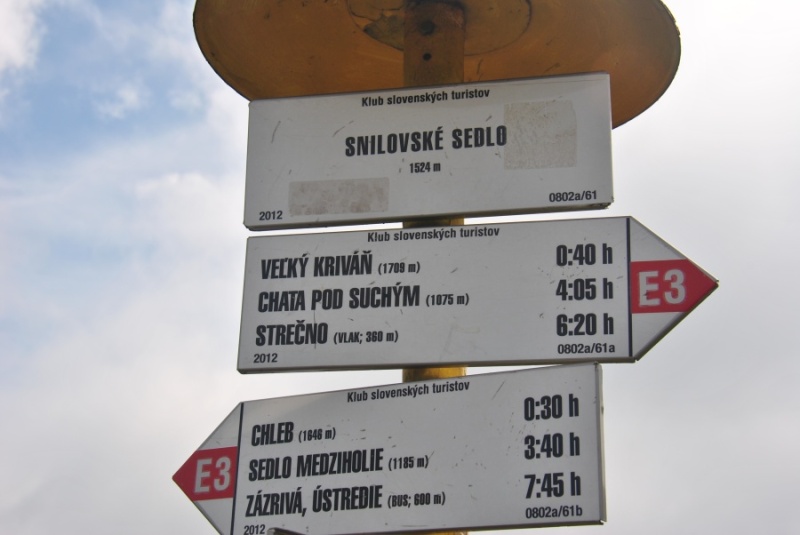 Klub slovenských turistov
SNILOVSKÉ SEDLO
1524 m
2012 0802a/61
Klub slovenských turistov
VEĽKÝ KRIVÁŇ (1709 m) 0:40 h
CHATA POD SUCHÝM (1075 m) 4:05 h
E3
STREČNO (VLAK; 360 m) 6:20 h
2012 0802a/61a
Klub slovenských turistov
CHLEB (1646 m) 0:30 h
SEDLO MEDZIHOLIE (1185 m) 3:40 h
E3
ZÁZRIVÁ, ÚSTREDIE (BUS; 600 m) 7:45 h
2012 0802a/61b